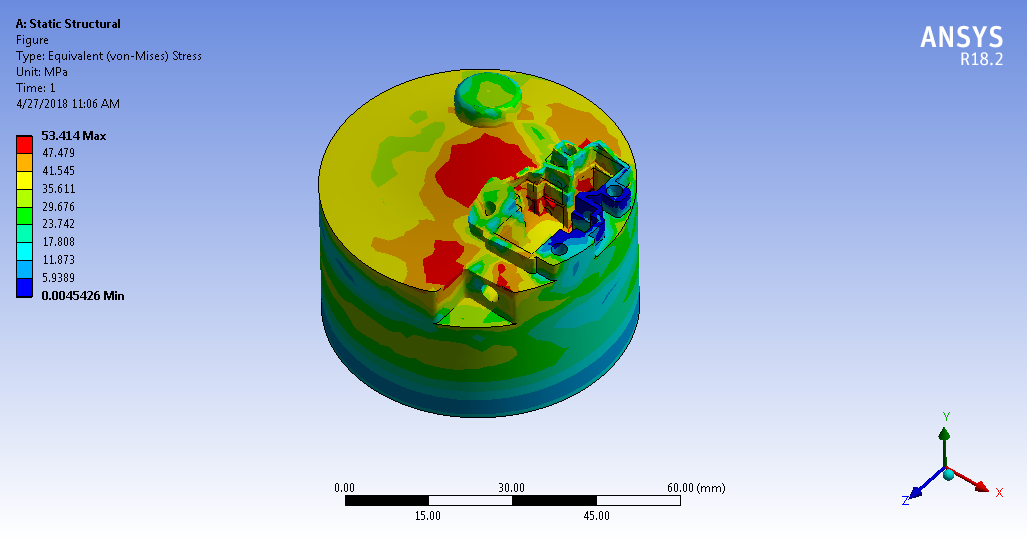 A: Static Structural
Figure
Type: Equivalent (von-Mises) Stress
Unit: MPa
Time: 1
4/27/2018 11:06 AM
53.414 Max
47.479
41.545
35.611
29.676
23.742
17.808
11.873
5.9389
0.0045426 Min
ANSYS
R18.2
0.00 30.00 60.00 (mm)
15.00 45.00
Y
X
Z